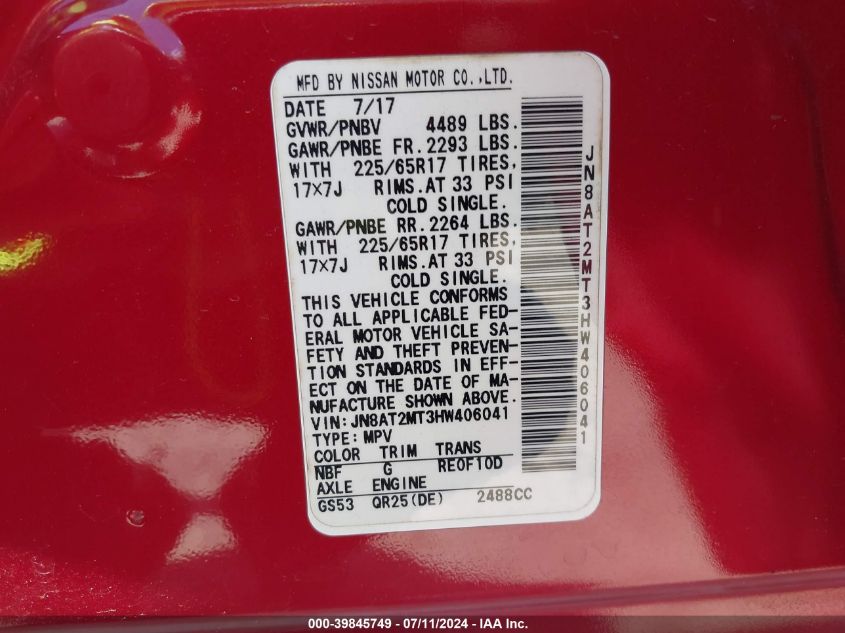 MFD BY NISSAN MOTOR CO.,LTD.
DATE 7/17
GVWR/PNBV 4489 LBS.
GAWR/PNBE FR. 2293 LBS.
WITH 225/65R17 TIRES,
17X7J RIMS. AT 33 PSI
COLD SINGLE.
GAWR/PNBE RR. 2264 LBS.
WITH 225/65R17 TIRES,
17X7J RIMS. AT 33 PSI
COLD SINGLE.
THIS VEHICLE CONFORMS
TO ALL APPLICABLE FED-
ERAL MOTOR VEHICLE SA-
FETY AND THEFT PREVEN-
TION STANDARDS IN EFF-
ECT ON THE DATE OF MA-
NUFACTURE SHOWN ABOVE.
VIN:JN8AT2MT3HW406041
TYPE:MPV
COLOR TRIM TRANS
NBF G RE0F10D
AXLE ENGINE
GS53 QR25(DE) 2488CC
JN8AT2MT3HW406041
000-39845749 - 07/11/2024 - IAA Inc.